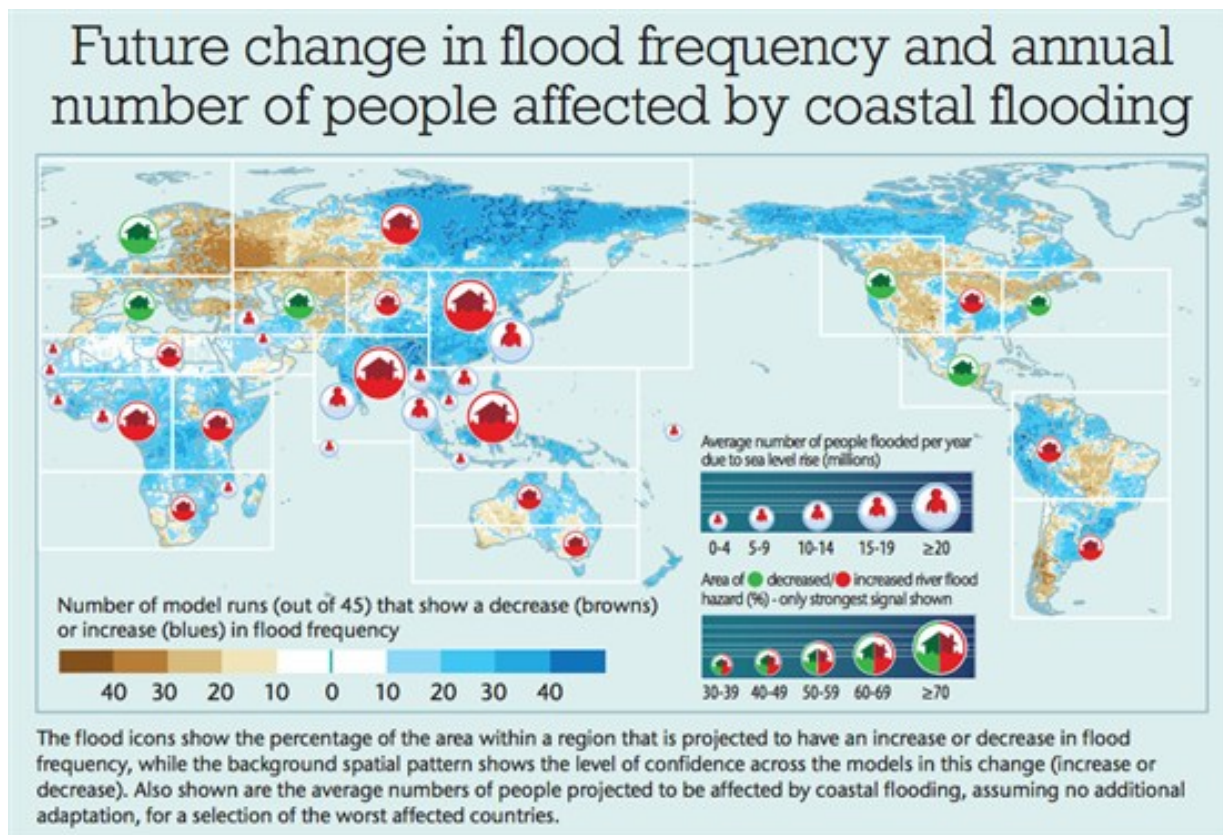 Future change in flood frequency and annual
number of people affected by coastal flooding
Average number of people flooded per year
due to sea level rise (millions)
0-4 5-9 10-14 15-19 ≥20
Area of decreased/ increased river flood
hazard (%) - only strongest signal shown
30-39 40-49 50-59 60-69 ≥70
Number of model runs (out of 45) that show a decrease (browns)
or increase (blues) in flood frequency
40 30 20 10 0 10 20 30 40
The flood icons show the percentage of the area within a region that is projected to have an increase or decrease in flood
frequency, while the background spatial pattern shows the level of confidence across the models in this change (increase or
decrease). Also shown are the average numbers of people projected to be affected by coastal flooding, assuming no additional
adaptation, for a selection of the worst affected countries.